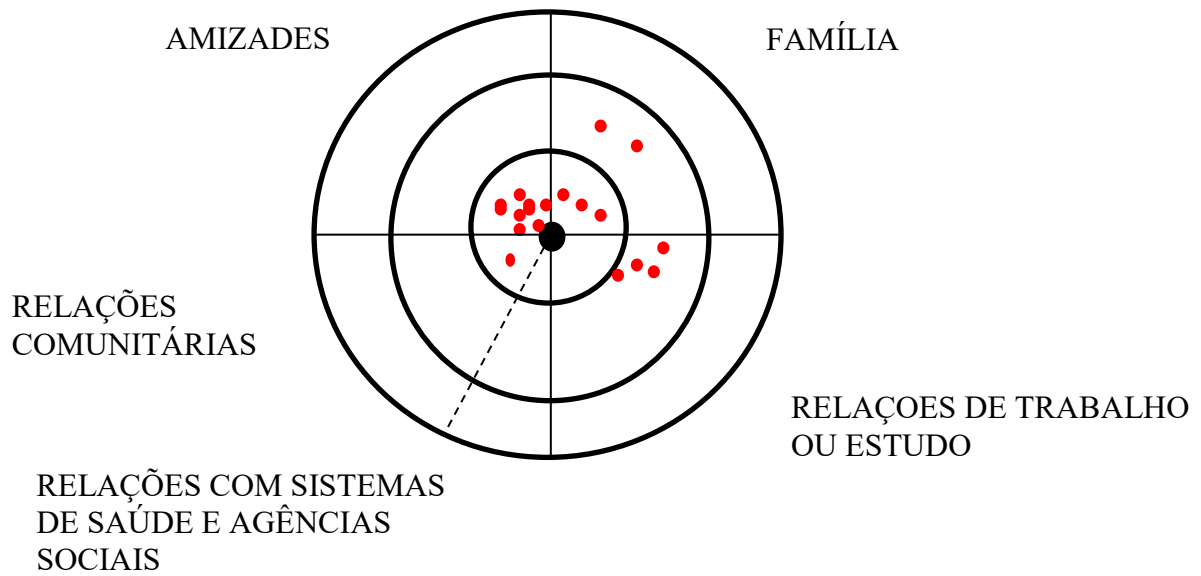 AMIZADES
FAMÍLIA
RELAÇÕES
COMUNITÁRIAS
RELAÇOES DE TRABALHO
OU ESTUDO
RELAÇÕES COM SISTEMAS
DE SAÚDE E AGÊNCIAS
SOCIAIS